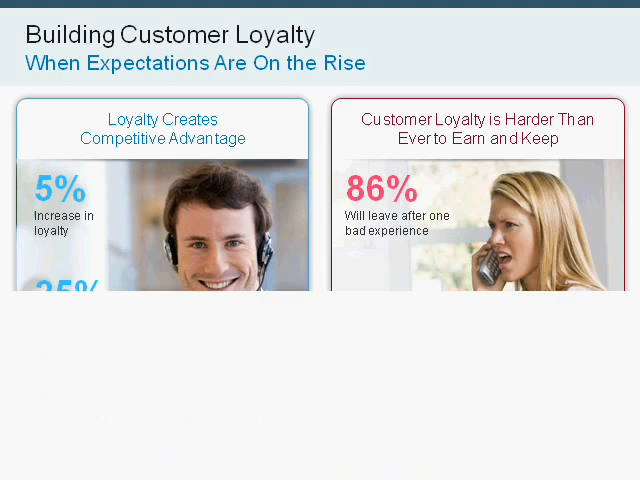 Building Customer Loyalty
When Expectations Are On the Rise
Loyalty Creates
Competitive Advantage
5%
Increase in
loyalty
Customer Loyalty is Harder Than
Ever to Earn and Keep
86%
Will leave after one
bad experience